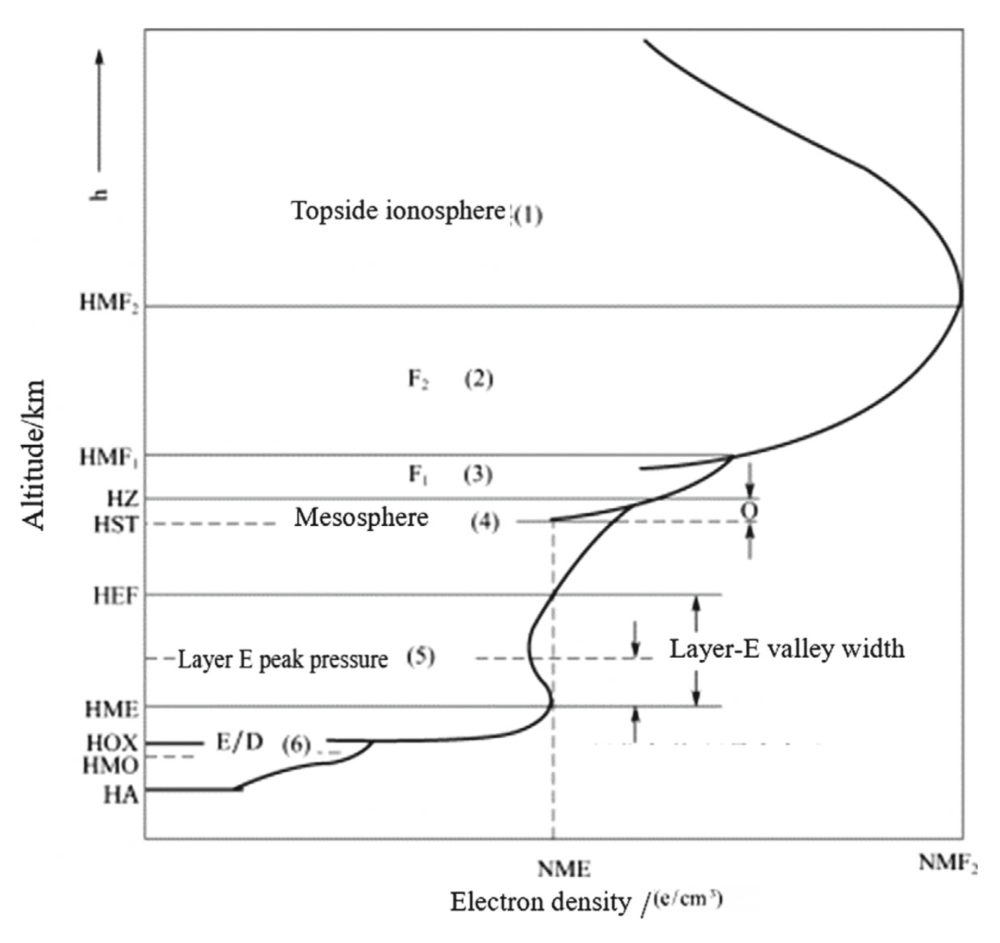 h
Topside ionosphere (1)
HMF₂
F₂ (2)
HMF₁
F₁ (3)
HZ
HST
Mesosphere (4)
O
HEF
Layer E peak pressure (5)
Layer-E valley width
HME
HOX
E/D (6)
HMO
HA
NME
NMF₂
Altitude/km
Electron density /(e/cm³)